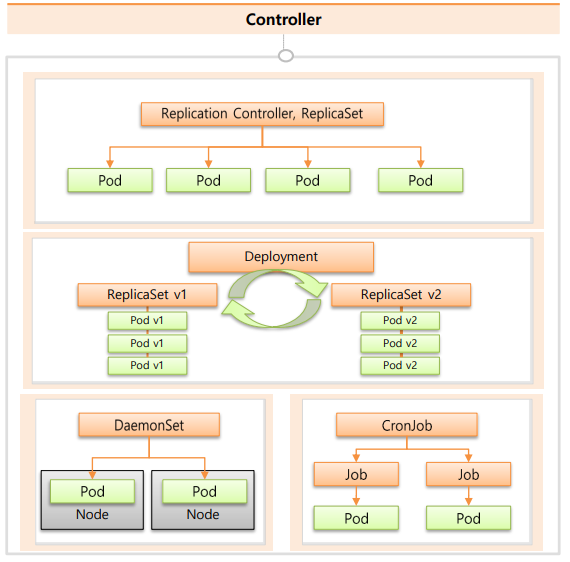 Controller
Replication Controller, ReplicaSet
Pod Pod Pod Pod
Deployment
ReplicaSet v1 ReplicaSet v2
Pod v1 Pod v2
Pod v1 Pod v2
Pod v1 Pod v2
DaemonSet
Pod Pod
Node Node
CronJob
Job Job
Pod Pod